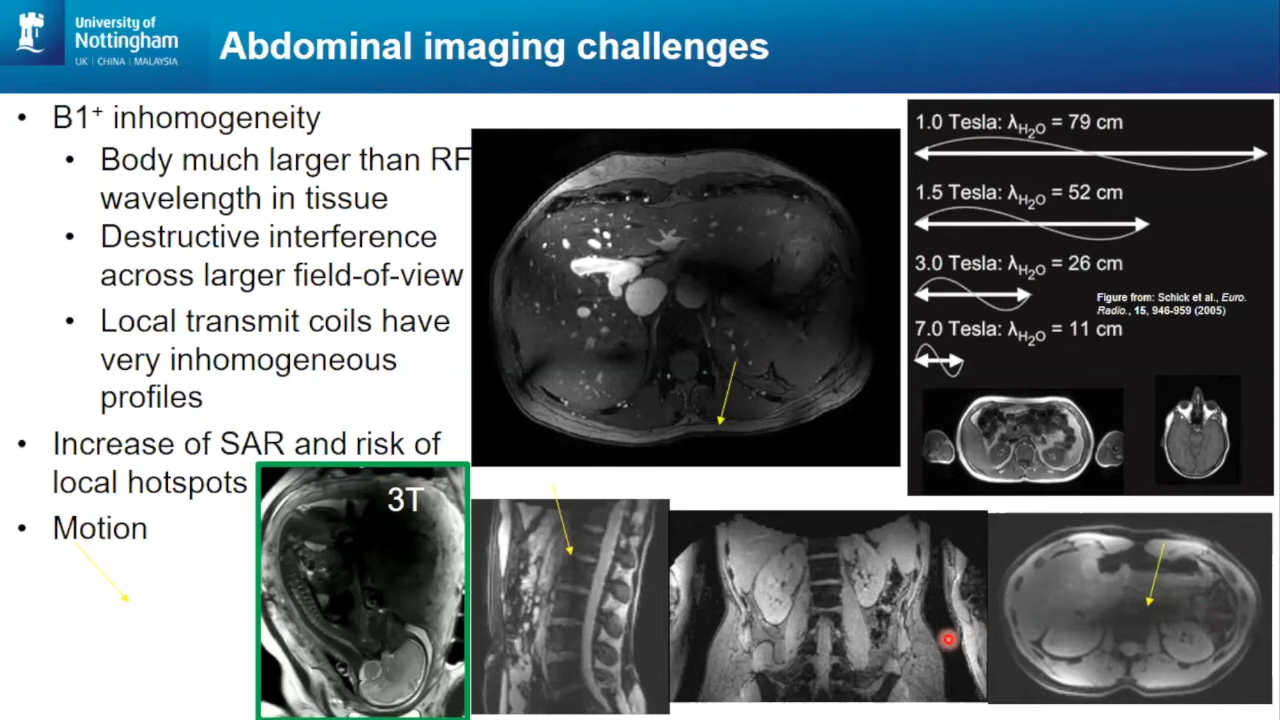 University of
Nottingham
UK | CHINA | MALAYSIA
Abdominal imaging challenges
• B1⁺ inhomogeneity
• Body much larger than RF
wavelength in tissue
• Destructive interference
across larger field-of-view
• Local transmit coils have
very inhomogeneous
profiles
• Increase of SAR and risk of
local hotspots
• Motion
3T
1.0 Tesla: λH₂O = 79 cm
1.5 Tesla: λH₂O = 52 cm
3.0 Tesla: λH₂O = 26 cm
Figure from: Schick et al., Euro.
Radio., 15, 946-959 (2005)
7.0 Tesla: λH₂O = 11 cm